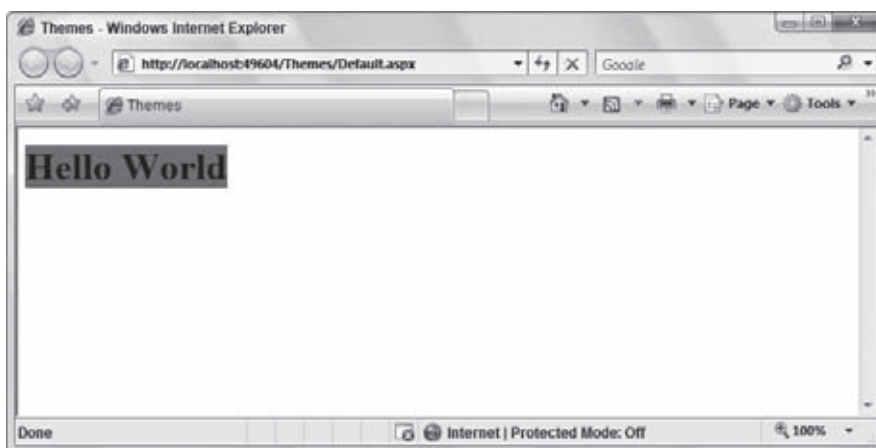 Themes - Windows Internet Explorer
http://localhost:49604/Themes/Default.aspx
Google
Themes
Page
Tools
Hello World
Done
Internet | Protected Mode: Off
100%